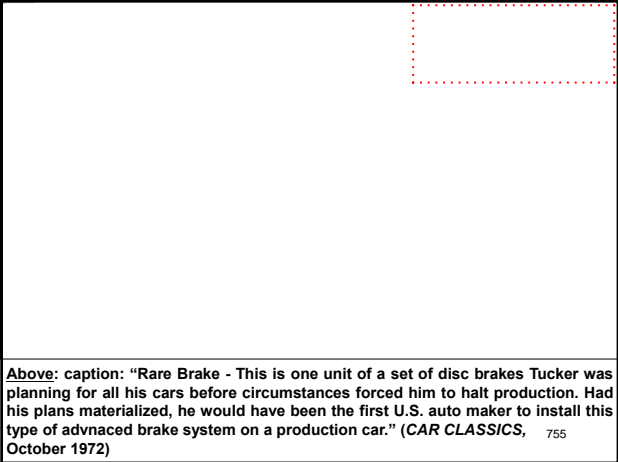 Above: caption: “Rare Brake - This is one unit of a set of disc brakes Tucker was
planning for all his cars before circumstances forced him to halt production. Had
his plans materialized, he would have been the first U.S. auto maker to install this
type of advnaced brake system on a production car.” (CAR CLASSICS,
October 1972)
755